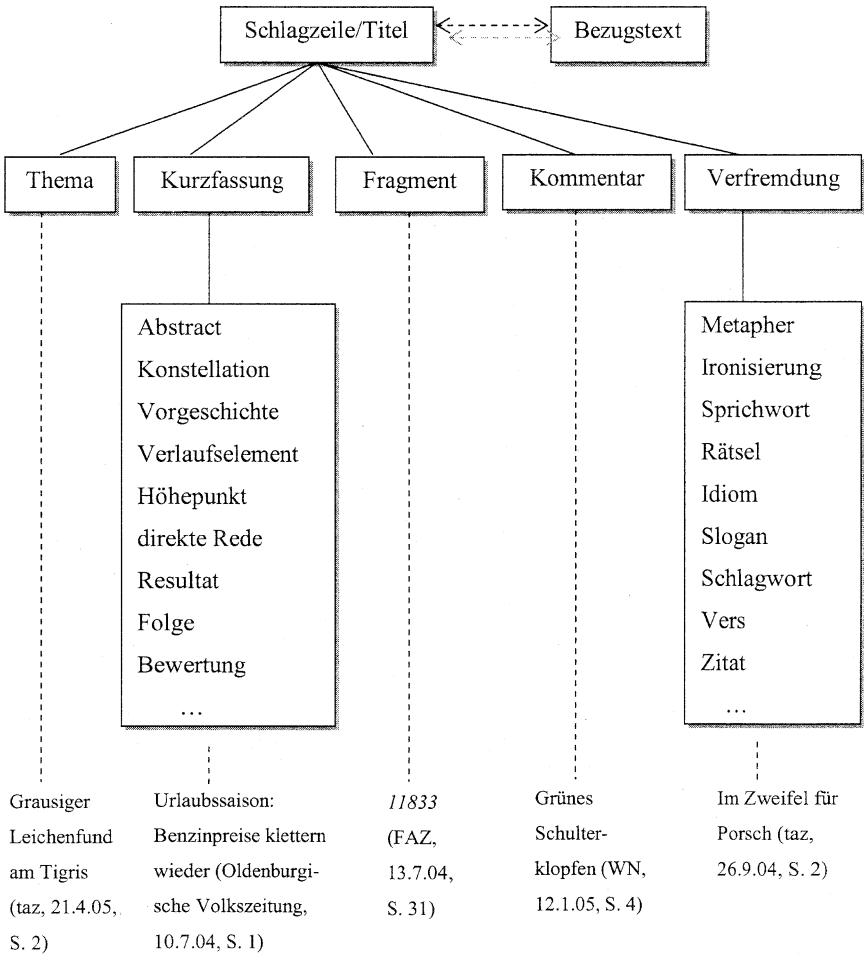 Schlagzeile/Titel
Bezugstext
Thema
Kurzfassung
Fragment
Kommentar
Verfremdung
Abstract
Konstellation
Vorgeschichte
Verlaufselement
Höhepunkt
direkte Rede
Resultat
Folge
Bewertung
...
Metapher
Ironisierung
Sprichwort
Rätsel
Idiom
Slogan
Schlagwort
Vers
Zitat
...
Grausiger
Leichenfund
am Tigris
(taz, 21.4.05,
S. 2)
Urlaubssaison:
Benzinpreise klettern
wieder (Oldenburgi-
sche Volkszeitung,
10.7.04, S. 1)
11833
(FAZ,
13.7.04,
S. 31)
Grünes
Schulter-
klopfen (WN,
12.1.05, S. 4)
Im Zweifel für
Porsch (taz,
26.9.04, S. 2)